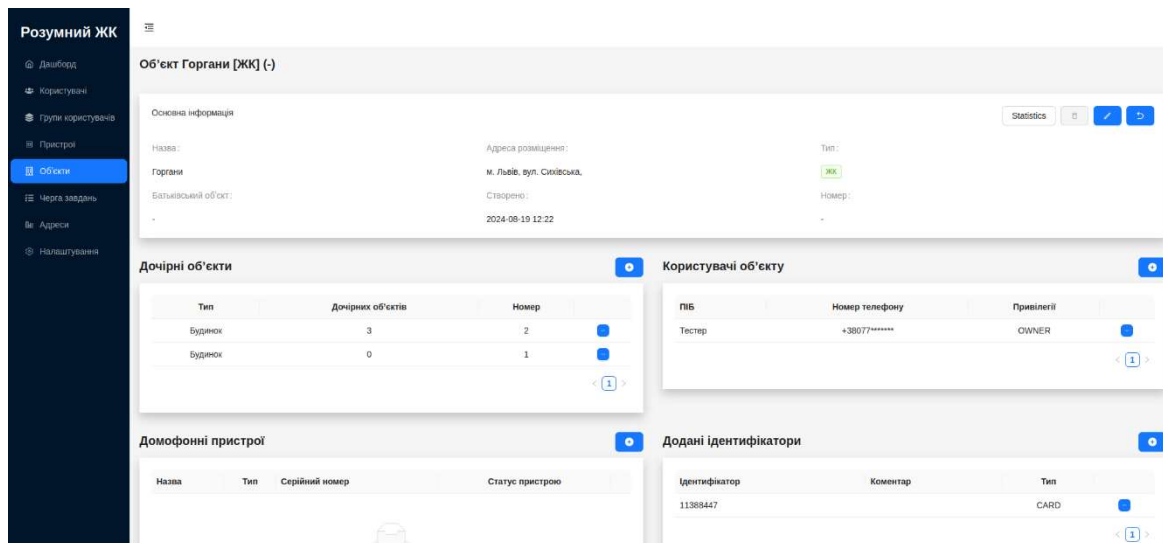 Розумний ЖК
Дашборд
Користувачі
Групи користувачів
Пристрої
Об'єкти
Черга завдань
Адреси
Налаштування
Об'єкт Горгани [ЖК] (-)
Основна інформація
Statistics
Назва:
Адреса розміщення:
Тип:
Горгани
м. Львів, вул. Сихівська,
ЖК
Батьківський об'єкт:
Створено:
Номер:
-
2024-08-19 12:22
-
Дочірні об'єктів
Тип Дочірних об'єктів Номер
Будинок 3 2
Будинок 0 1
< 1 >
Користувачі об'єкту
ПІБ Номер телефону Привілегії
Тестер +38077******* OWNER
< 1 >
Домофонні пристрої
Назва Тип Серійний номер Статус пристрою
Додані ідентифікатори
Ідентифікатор Коментар Тип
11388447 CARD
< 1 >